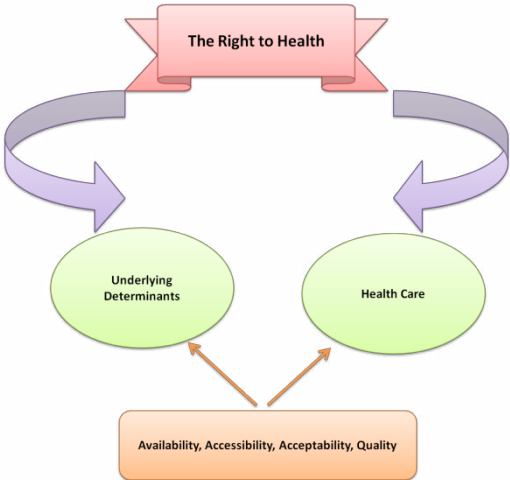 The Right to Health
Underlying
Determinants
Health Care
Availability, Accessibility, Acceptability, Quality